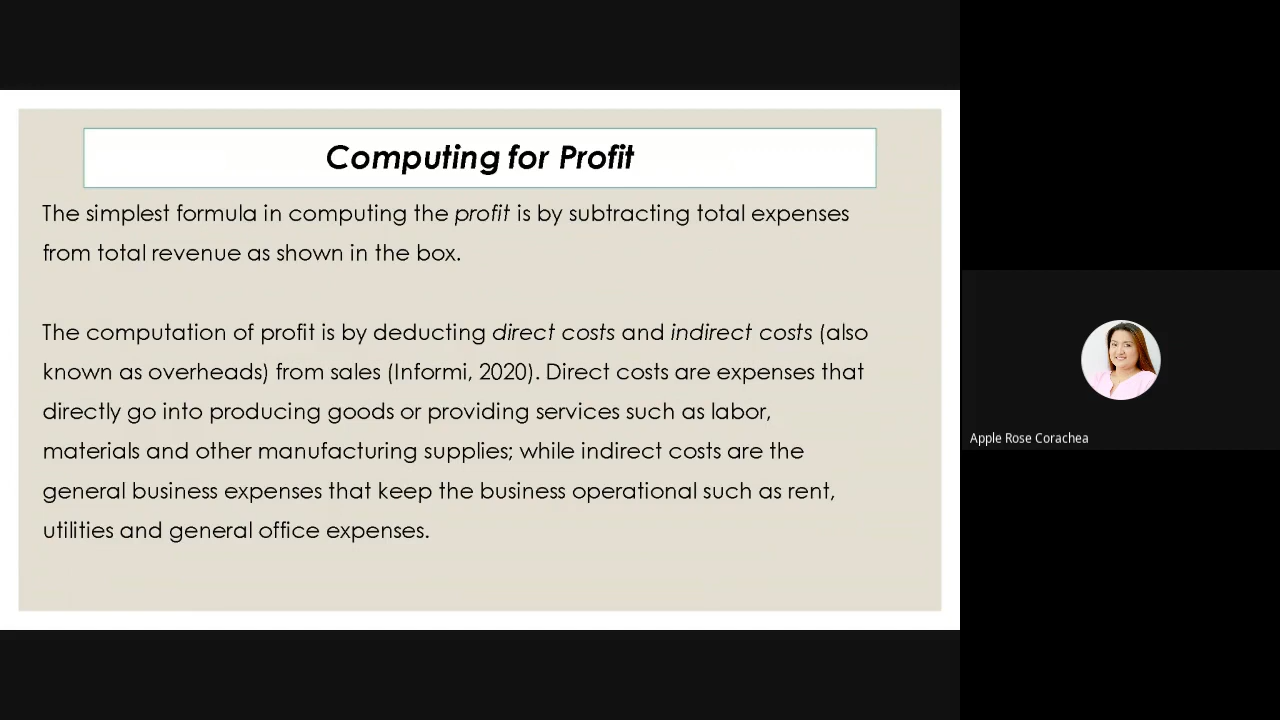 Computing for Profit
The simplest formula in computing the profit is by subtracting total expenses
from total revenue as shown in the box.
The computation of profit is by deducting direct costs and indirect costs (also
known as overheads) from sales (Informi, 2020). Direct costs are expenses that
directly go into producing goods or providing services such as labor,
materials and other manufacturing supplies; while indirect costs are the
general business expenses that keep the business operational such as rent,
utilities and general office expenses.
Apple Rose Corachea